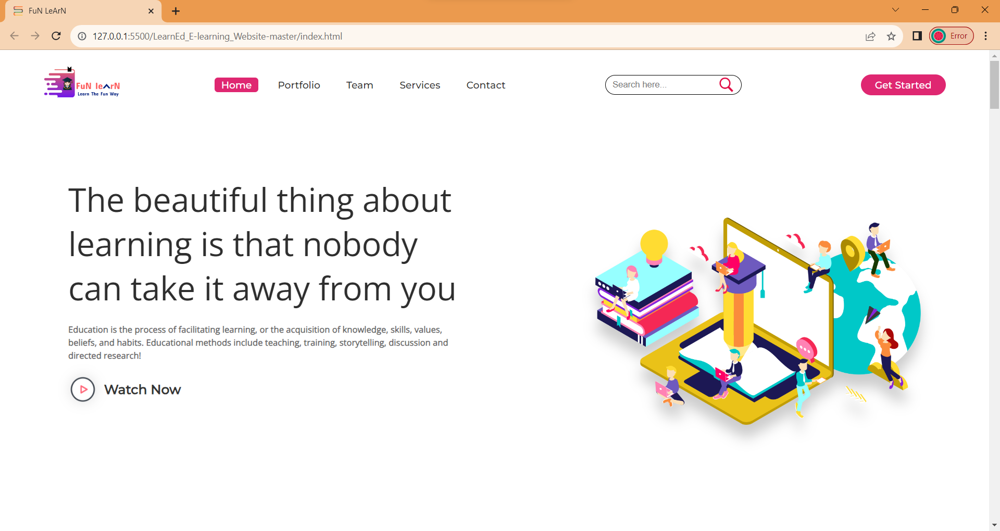 FuN LeArN
127.0.0.1:5500/LearnEd_E-learning_Website-master/index.html
Error
FuN leArN
Learn The Fun Way
Home
Portfolio
Team
Services
Contact
Search here...
Get Started
The beautiful thing about
learning is that nobody
can take it away from you
Education is the process of facilitating learning, or the acquisition of knowledge, skills, values,
beliefs, and habits. Educational methods include teaching, training, storytelling, discussion and
directed research!
Watch Now